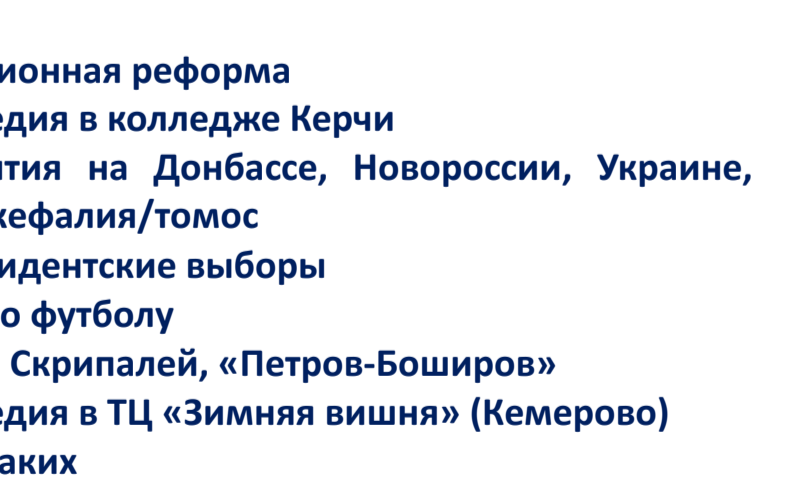 ионная реформа
едия в колледже Керчи
тия на Донбассе, Новороссии, Украине,
кефалия/томос
идентские выборы
о футболу
Скрипалей, «Петров-Боширов»
едия в ТЦ «Зимняя вишня» (Кемерово)
аких